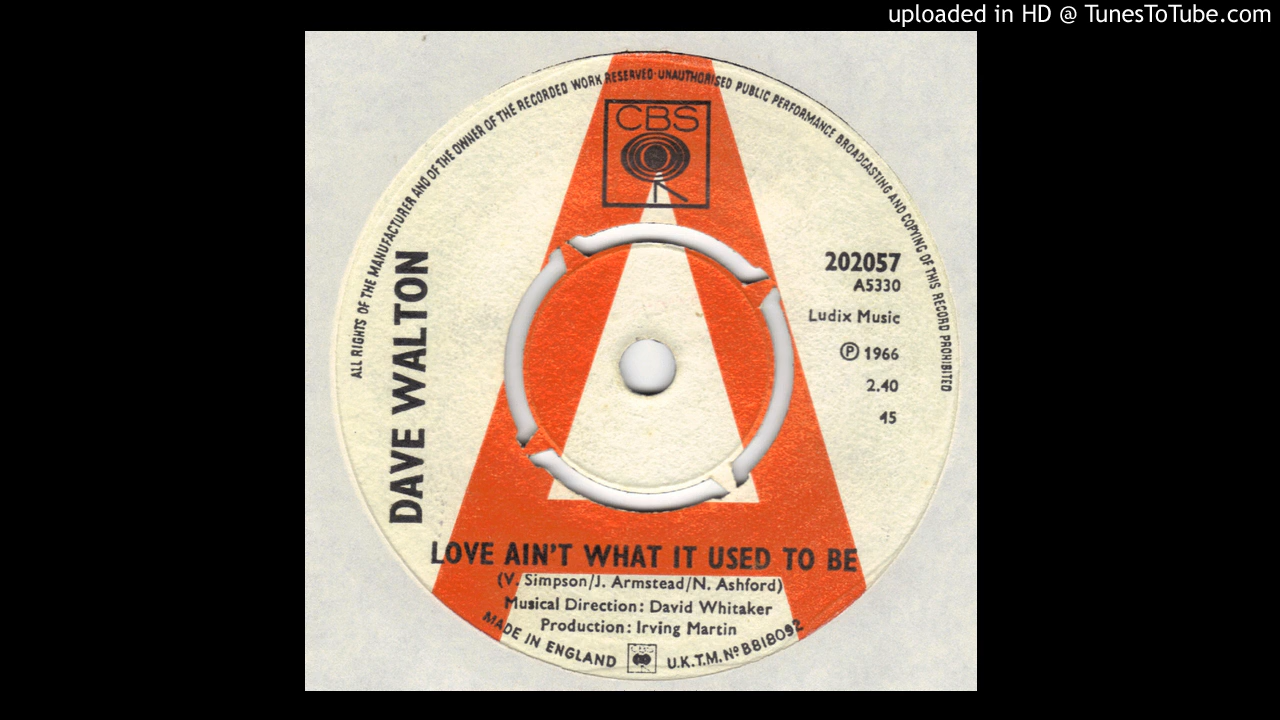 uploaded in HD @ TunesToTube.com
ALL RIGHTS OF THE MANUFACTURER AND OF THE OWNER OF THE RECORDED WORK RESERVED·UNAUTHORISED PUBLIC PERFORMANCE BROADCASTING AND COPYING OF THIS RECORD PROHIBITED
CBS
DAVE WALTON
202057
A5330
Ludix Music
℗ 1966
2.40
45
LOVE AIN'T WHAT IT USED TO BE
(V. Simpson/J. Armstead/N. Ashford)
Musical Direction: David Whitaker
Production: Irving Martin
MADE IN ENGLAND CBS U.K.T.M. Nº BB1B092